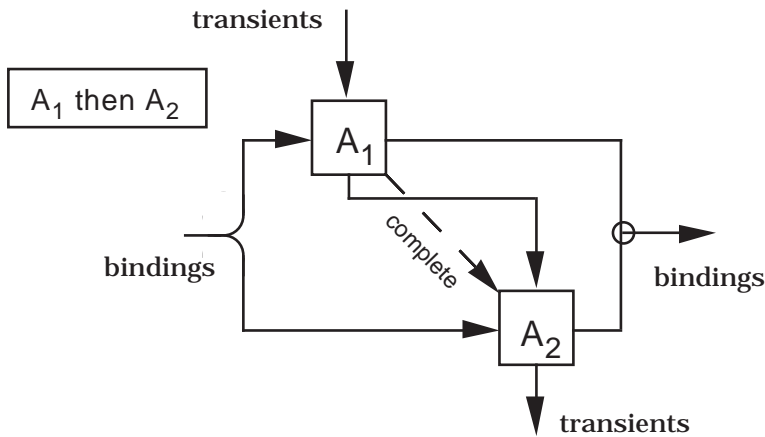 transients
A₁ then A₂
A₁
complete
bindings
bindings
A₂
transients